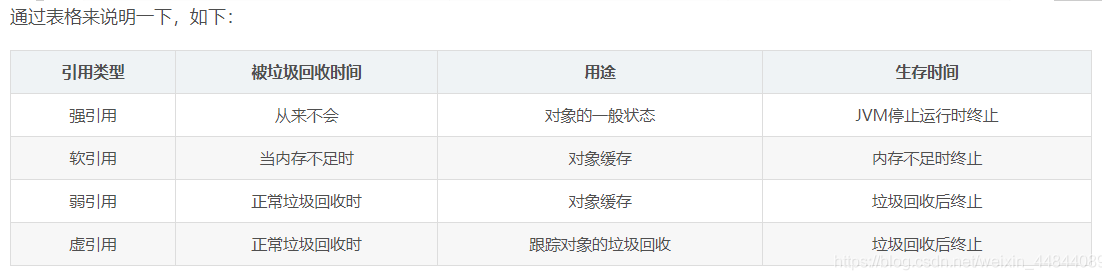 通过表格来说明一下，如下：
引用类型 被垃圾回收时间 用途 生存时间
强引用 从来不会 对象的一般状态 JVM停止运行时终止
软引用 当内存不足时 对象缓存 内存不足时终止
弱引用 正常垃圾回收时 对象缓存 垃圾回收后终止
虚引用 正常垃圾回收时 跟踪对象的垃圾回收 垃圾回收后终止
https://blog.csdn.net/weixin_44844089